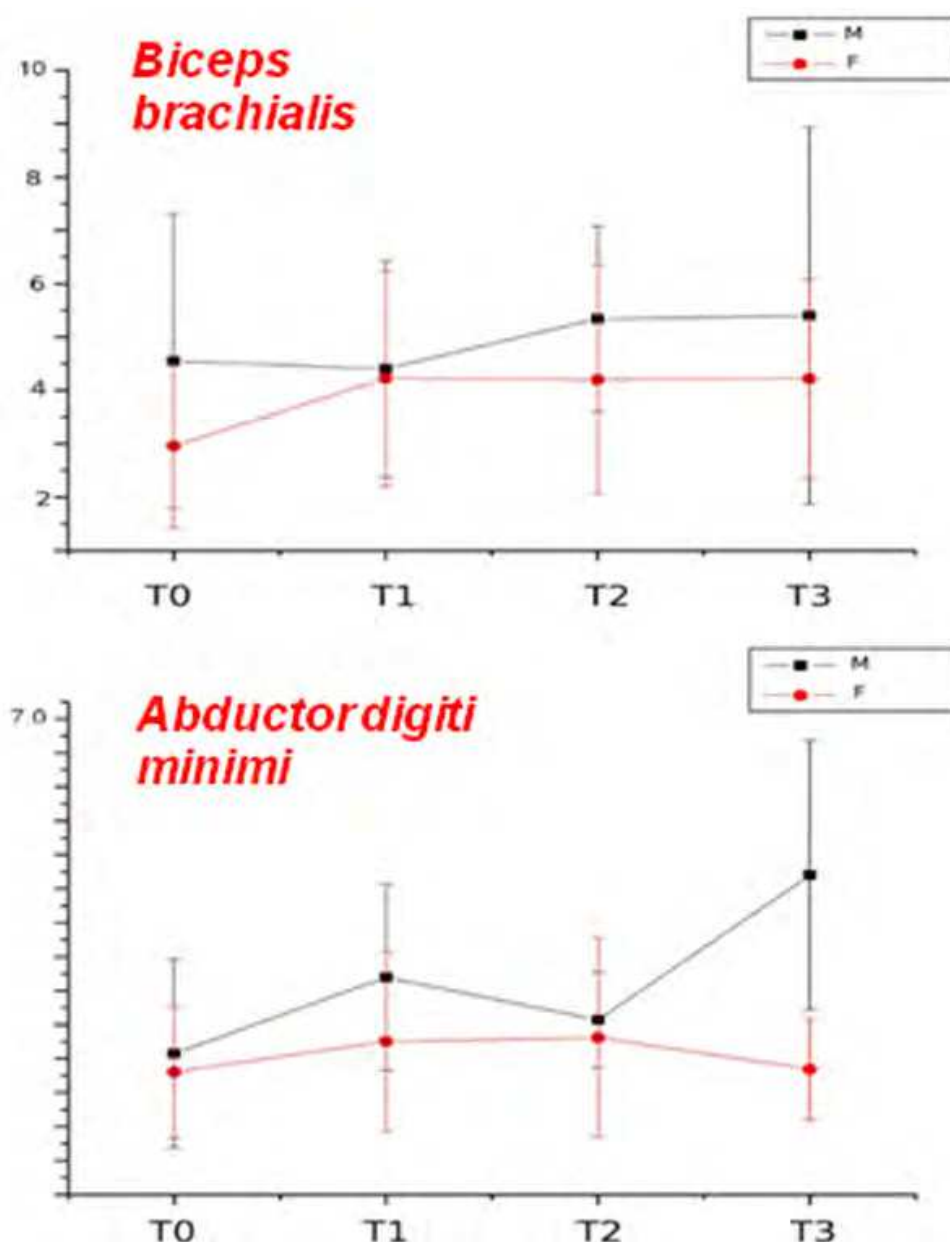 Biceps
brachialis
M
F
10
8
6
4
2
T0 T1 T2 T3
Abductor digiti
minimi
M
F
7.0
T0 T1 T2 T3